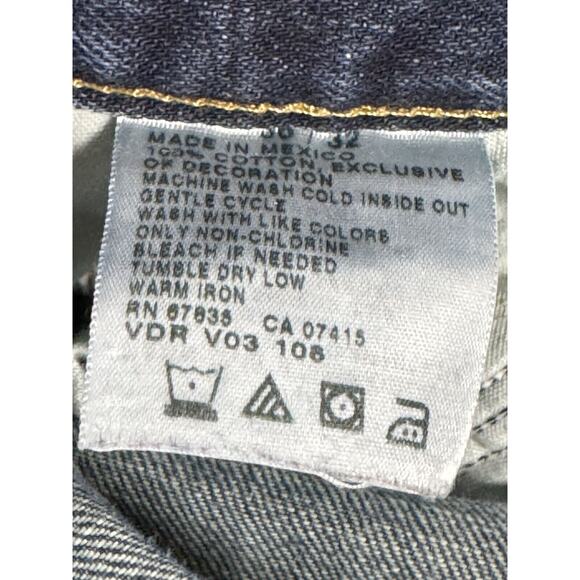 36 / 32
MADE IN MEXICO
100% COTTON, EXCLUSIVE
OF DECORATION
MACHINE WASH COLD INSIDE OUT
GENTLE CYCLE
WASH WITH LIKE COLORS
ONLY NON-CHLORINE
BLEACH IF NEEDED
TUMBLE DRY LOW
WARM IRON
RN 67638 CA 07415
VDR V03 108